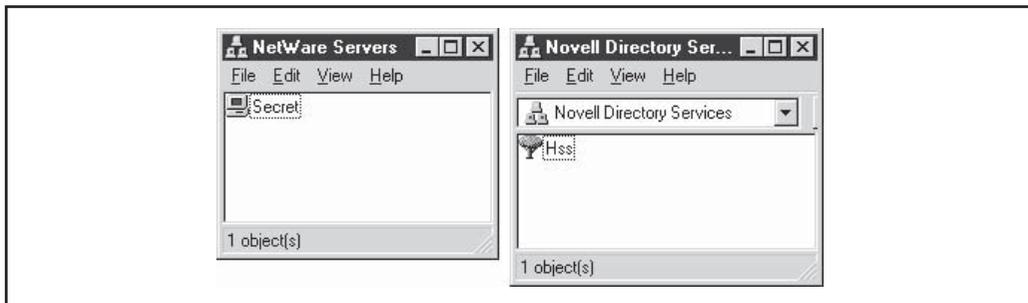 NetWare Servers
File Edit View Help
Secret
1 object(s)
Novell Directory Ser...
File Edit View Help
Novell Directory Services
Hss
1 object(s)